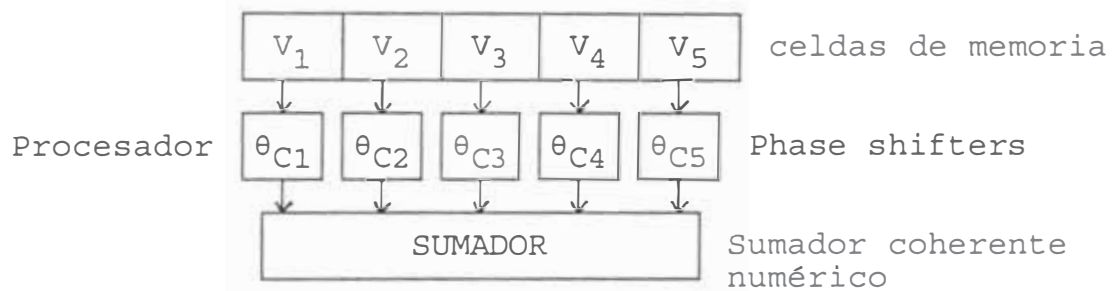 V1 V2 V3 V4 V5 celdas de memoria
Procesador θC1 θC2 θC3 θC4 θC5 Phase shifters
SUMADOR Sumador coherente
numérico